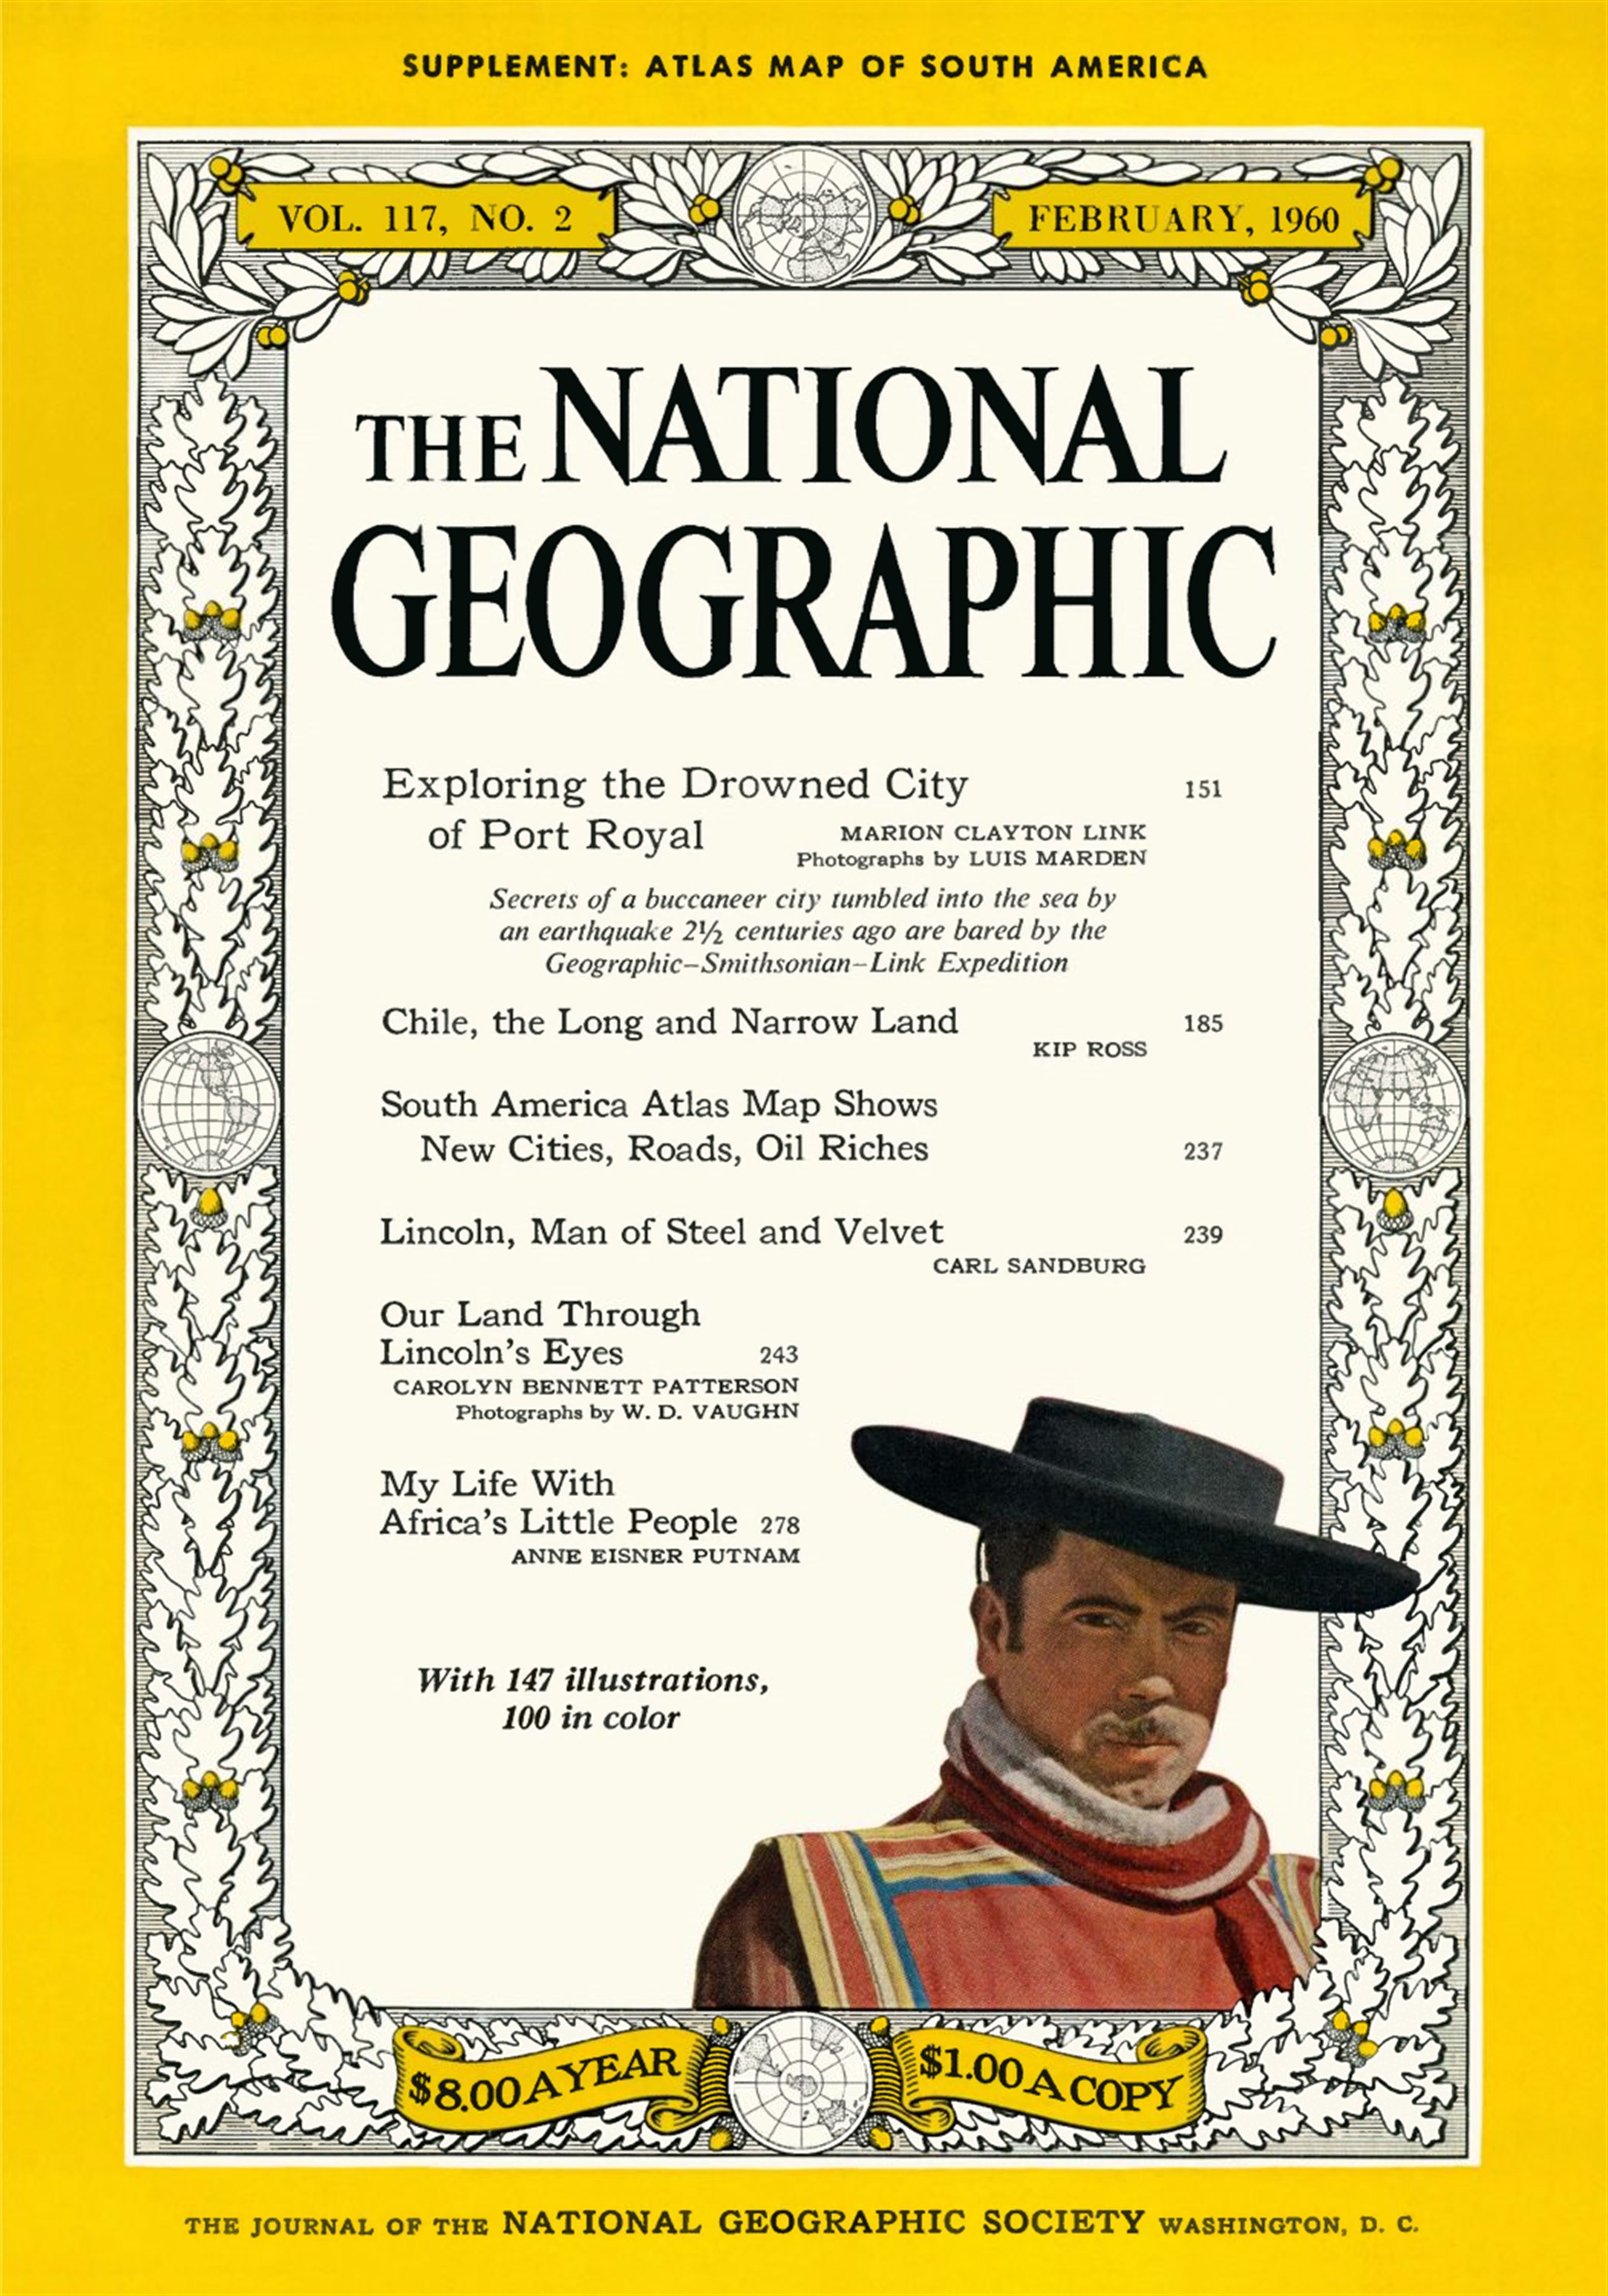 SUPPLEMENT: ATLAS MAP OF SOUTH AMERICA
VOL. 117, NO. 2
FEBRUARY, 1960
THE NATIONAL
GEOGRAPHIC
Exploring the Drowned City 151
of Port Royal MARION CLAYTON LINK
Photographs by LUIS MARDEN
Secrets of a buccaneer city tumbled into the sea by
an earthquake 2½ centuries ago are bared by the
Geographic–Smithsonian–Link Expedition
Chile, the Long and Narrow Land 185
KIP ROSS
South America Atlas Map Shows
New Cities, Roads, Oil Riches 237
Lincoln, Man of Steel and Velvet 239
CARL SANDBURG
Our Land Through
Lincoln's Eyes 243
CAROLYN BENNETT PATTERSON
Photographs by W. D. VAUGHN
My Life With
Africa's Little People 278
ANNE EISNER PUTNAM
With 147 illustrations,
100 in color
$8.00 A YEAR
$1.00 A COPY
THE JOURNAL OF THE NATIONAL GEOGRAPHIC SOCIETY WASHINGTON, D. C.